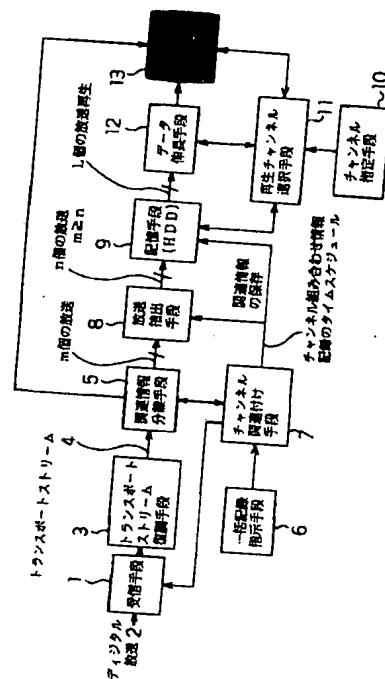 ディジタル
放送 2
1
受信手段
トランスポートストリーム
3
トランスポート
ストリーム
復調手段
4
5
関連情報
分離手段
m個の放送
8
放送
抽出
手段
n個の放送
m≧n
9
記憶手段
(HDD)
L個の放送再生
12
データ
伸長手段
13
6
一括記録
指示手段
チャンネル
関連付け
手段
7
関連情報
の保存
チャンネル組み合わせ情報
記録のタイムスケジュール
再生チャンネル
選択手段
11
チャンネル
指定手段
10